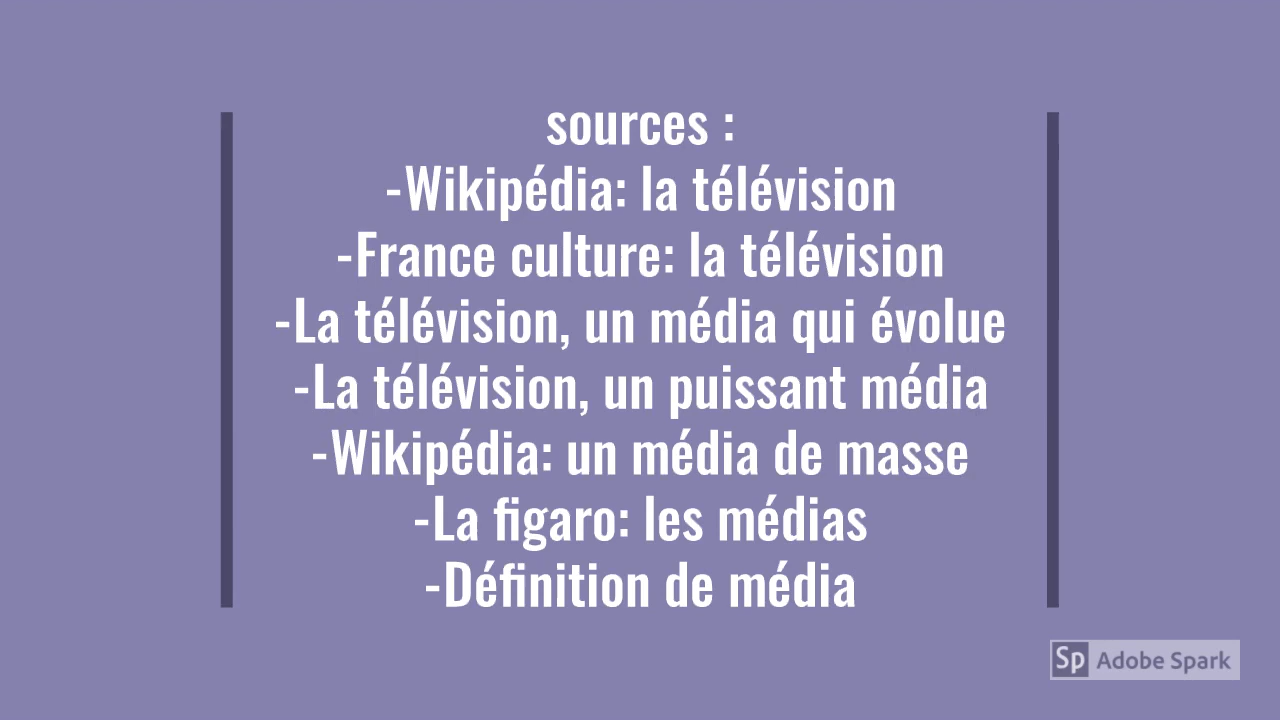 sources :
-Wikipédia: la télévision
-France culture: la télévision
-La télévision, un média qui évolue
-La télévision, un puissant média
-Wikipédia: un média de masse
-La figaro: les médias
-Définition de média
Sp Adobe Spark